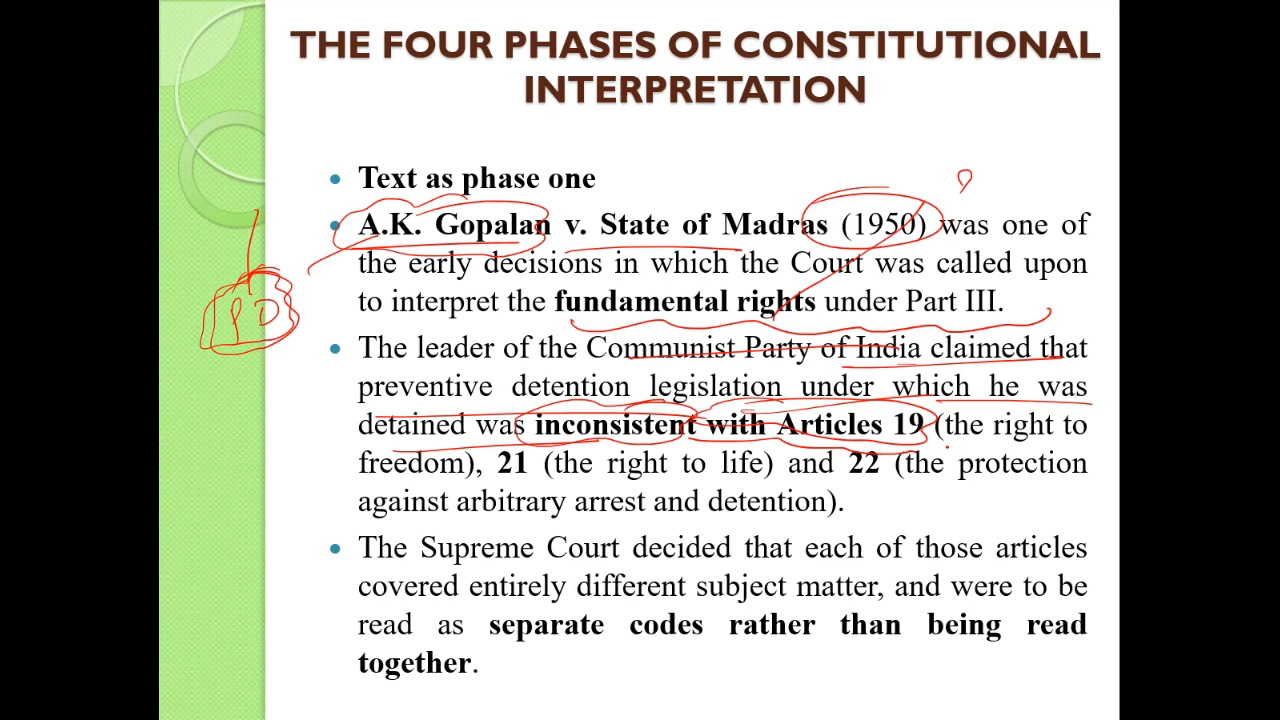 THE FOUR PHASES OF CONSTITUTIONAL
INTERPRETATION
Text as phase one
A.K. Gopalan v. State of Madras (1950) was one of
the early decisions in which the Court was called upon
to interpret the fundamental rights under Part III.
PD
The leader of the Communist Party of India claimed that
preventive detention legislation under which he was
detained was inconsistent with Articles 19 (the right to
freedom), 21 (the right to life) and 22 (the protection
against arbitrary arrest and detention).
The Supreme Court decided that each of those articles
covered entirely different subject matter, and were to be
read as separate codes rather than being read
together.